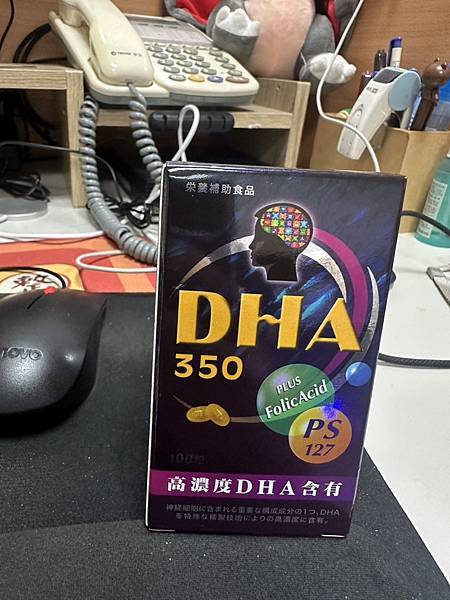 栄養補助食品
DHA
350
PLUS
FolicAcid
PS
127
100粒
高濃度DHA含有
神経細胞に含まれる重要な構成成分の1つ、DHA
を特殊な精製技術によりの高濃度に含有。